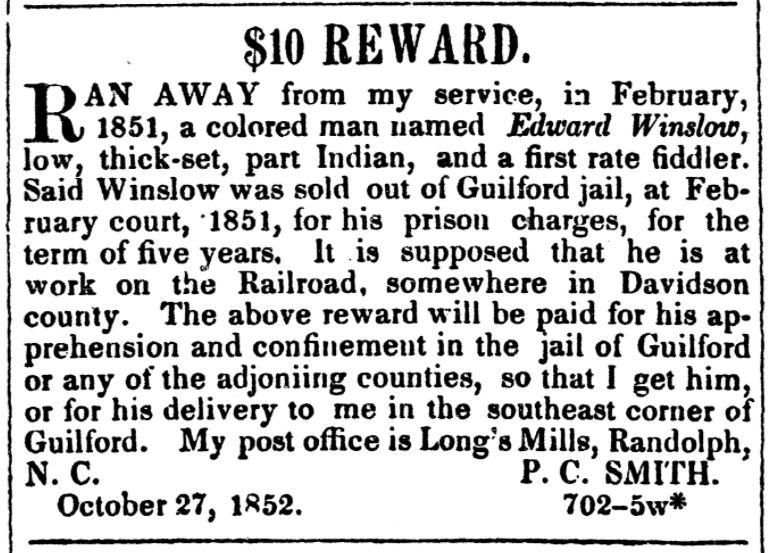 $10 REWARD.
RAN AWAY from my service, in February,
1851, a colored man named Edward Winslow,
low, thick-set, part Indian, and a first rate fiddler.
Said Winslow was sold out of Guilford jail, at Feb-
ruary court, 1851, for his prison charges, for the
term of five years. It is supposed that he is at
work on the Railroad, somewhere in Davidson
county. The above reward will be paid for his ap-
prehension and confinement in the jail of Guilford
or any of the adjoniing counties, so that I get him,
or for his delivery to me in the southeast corner of
Guilford. My post office is Long's Mills, Randolph,
N. C. P. C. SMITH.
October 27, 1852. 702-5w*